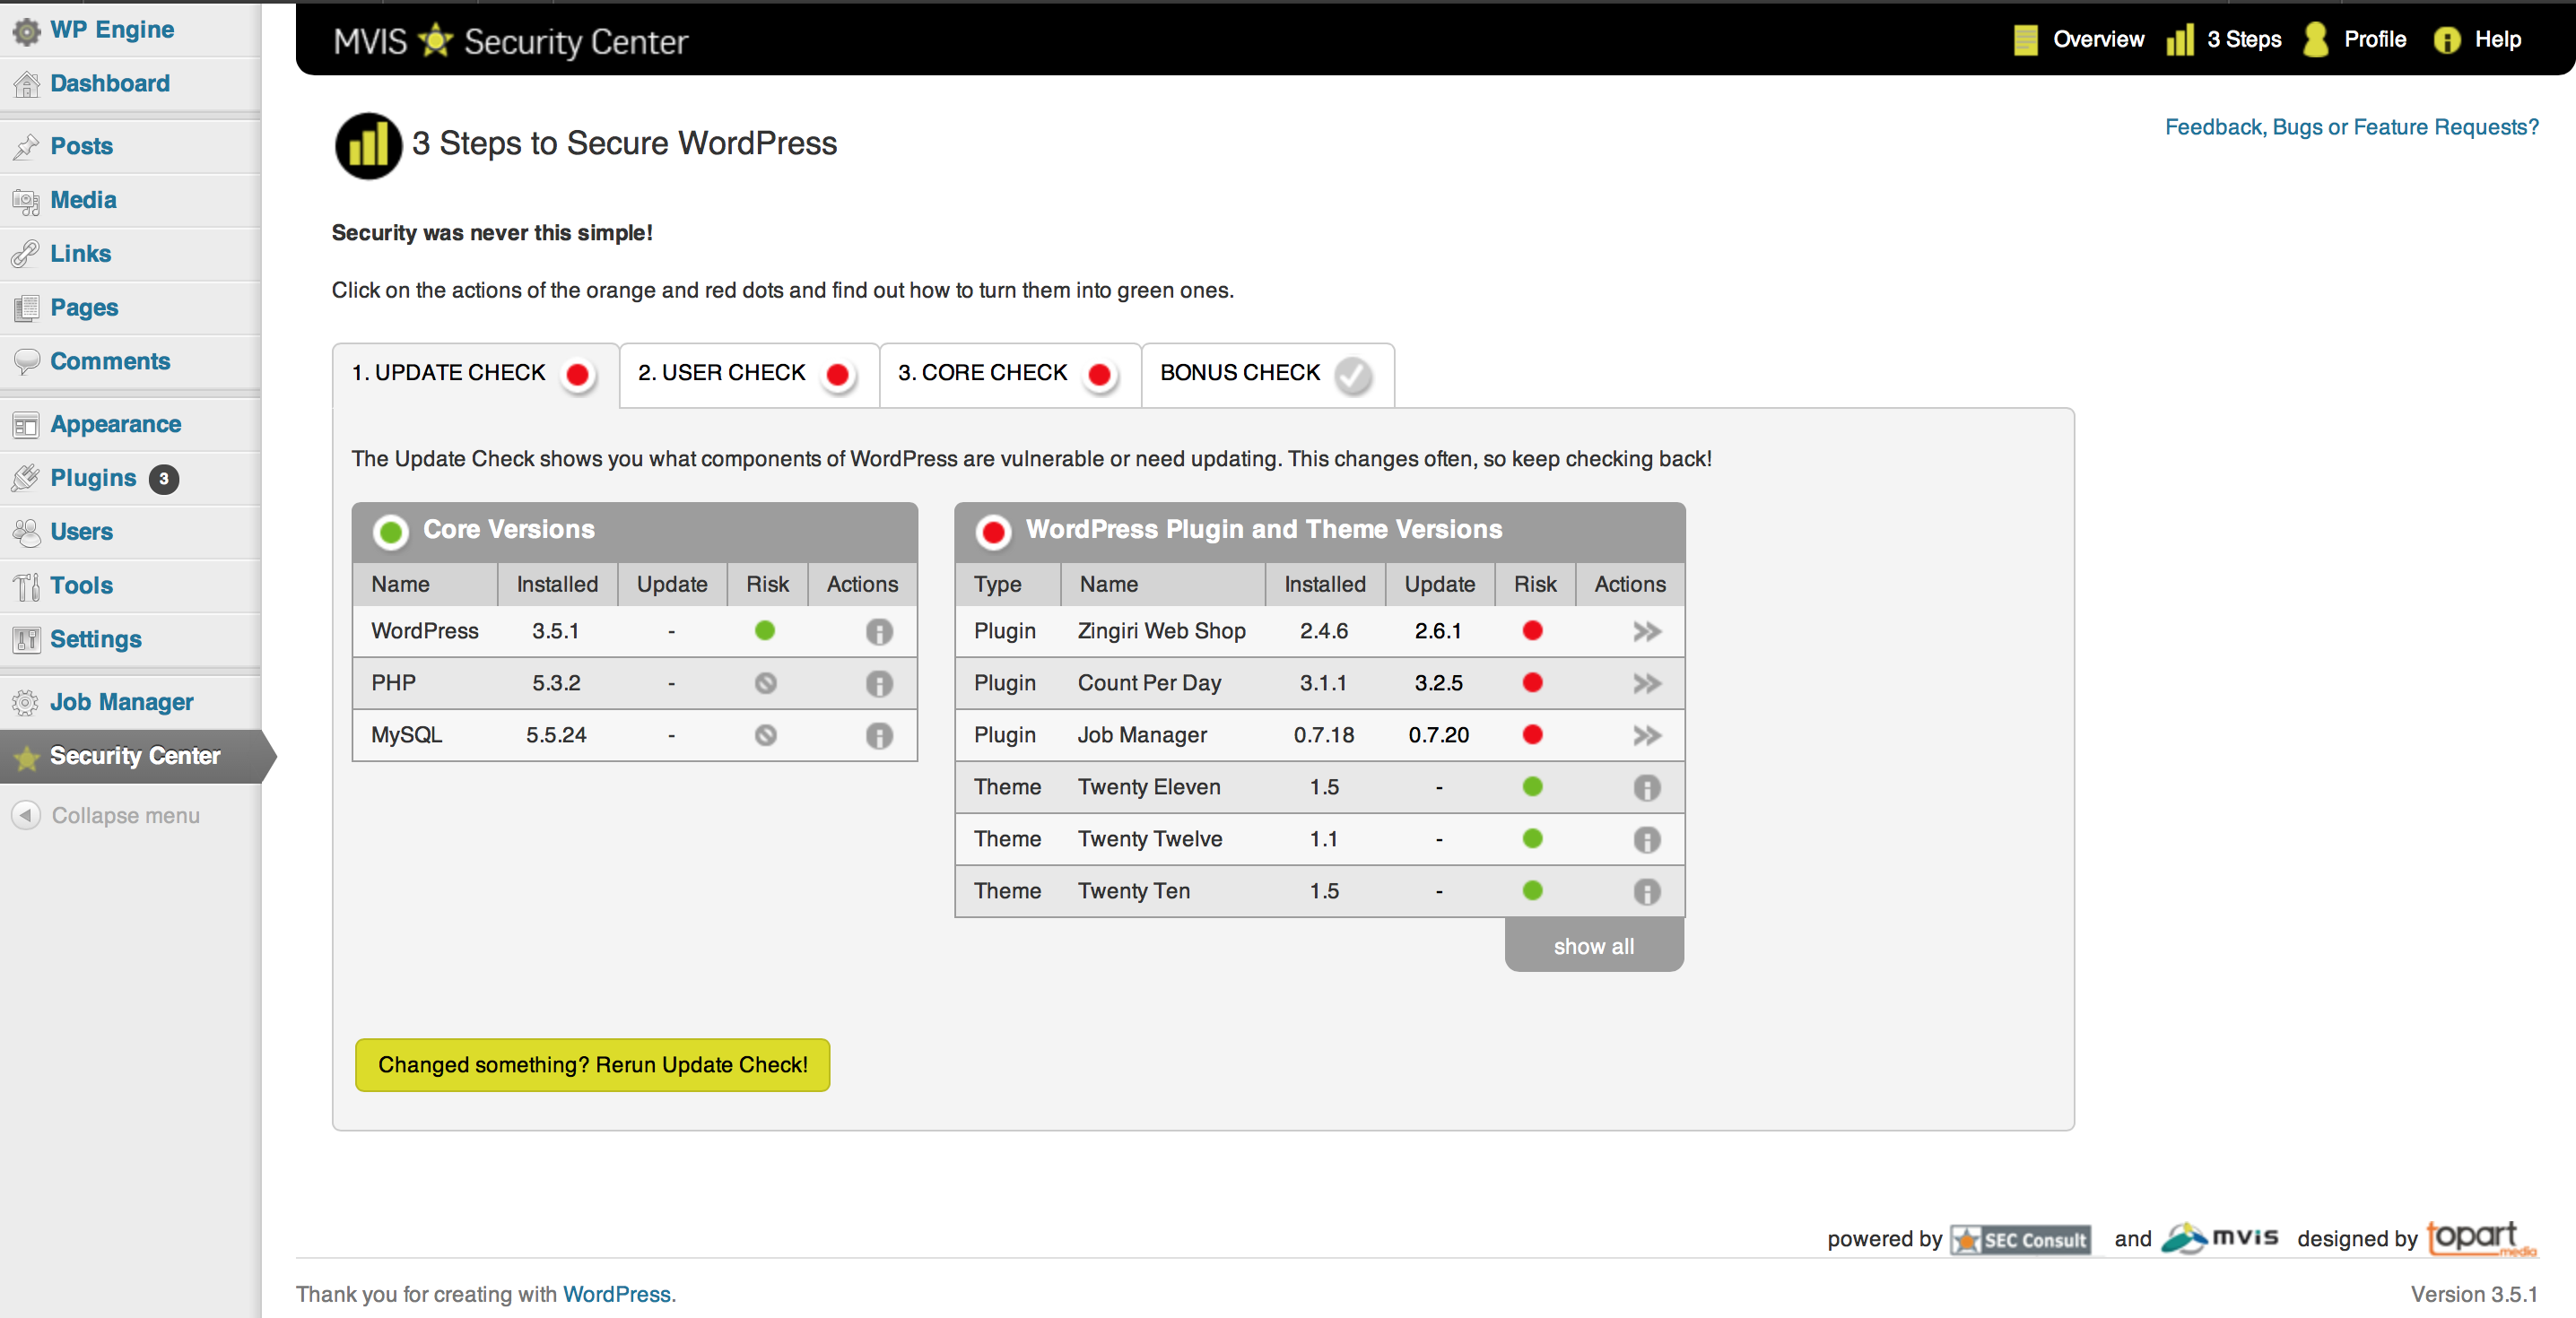 WP Engine
Dashboard
Posts
Media
Links
Pages
Comments
Appearance
Plugins 3
Users
Tools
Settings
Job Manager
Security Center
Collapse menu
MVIS Security Center
Overview 3 Steps Profile Help
3 Steps to Secure WordPress
Feedback, Bugs or Feature Requests?
Security was never this simple!
Click on the actions of the orange and red dots and find out how to turn them into green ones.
1. UPDATE CHECK 2. USER CHECK 3. CORE CHECK BONUS CHECK
The Update Check shows you what components of WordPress are vulnerable or need updating. This changes often, so keep checking back!
Core Versions
Name Installed Update Risk Actions
WordPress 3.5.1 -
PHP 5.3.2 -
MySQL 5.5.24 -
WordPress Plugin and Theme Versions
Type Name Installed Update Risk Actions
Plugin Zingiri Web Shop 2.4.6 2.6.1
Plugin Count Per Day 3.1.1 3.2.5
Plugin Job Manager 0.7.18 0.7.20
Theme Twenty Eleven 1.5 -
Theme Twenty Twelve 1.1 -
Theme Twenty Ten 1.5 -
show all
Changed something? Rerun Update Check!
powered by SEC Consult and mvis designed by topart media
Thank you for creating with WordPress.
Version 3.5.1